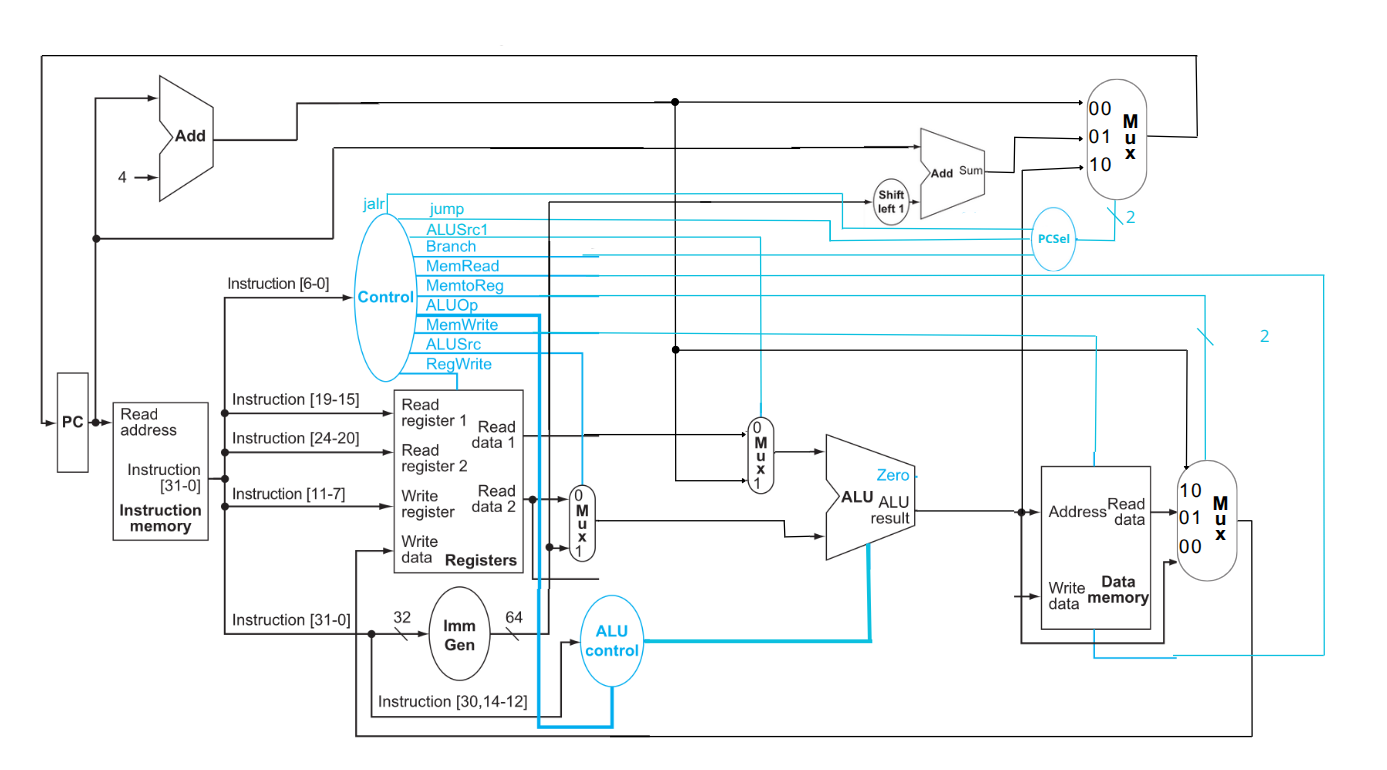 00
01
10
M
u
x
Add
4
Add Sum
Shift
left 1
jalr
jump
ALUSrc1
Branch
MemRead
MemtoReg
ALUOp
MemWrite
ALUSrc
RegWrite
Control
PCSel
2
2
Instruction [6-0]
Instruction [19-15]
Instruction [24-20]
Instruction [11-7]
Instruction [31-0]
Instruction [30,14-12]
PC
Read
address
Instruction
[31-0]
Instruction
memory
Read
register 1
Read
register 2
Write
register
Write
data
Read
data 1
Read
data 2
Registers
0
M
u
x
1
0
M
u
x
1
Zero
ALU
ALU
result
Address
Read
data
Write
data
Data
memory
10
01
00
M
u
x
32
Imm
Gen
64
ALU
control